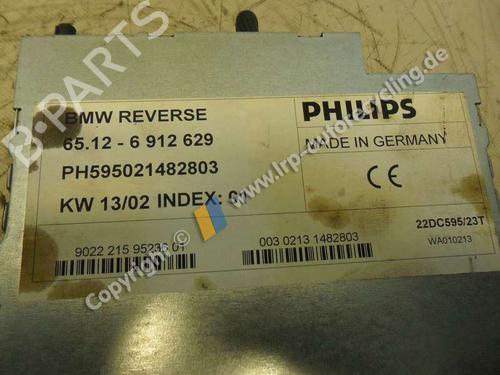 BMW REVERSE
65.12 - 6 912 629
PH595021482803
KW 13/02 INDEX: 01
PHILIPS
MADE IN GERMANY
CE
22DC595/23T
WA010213
9022 215 95236 01
003 0213 1482803
B-PARTS
Copyright © www.lrp-autorecycling.de